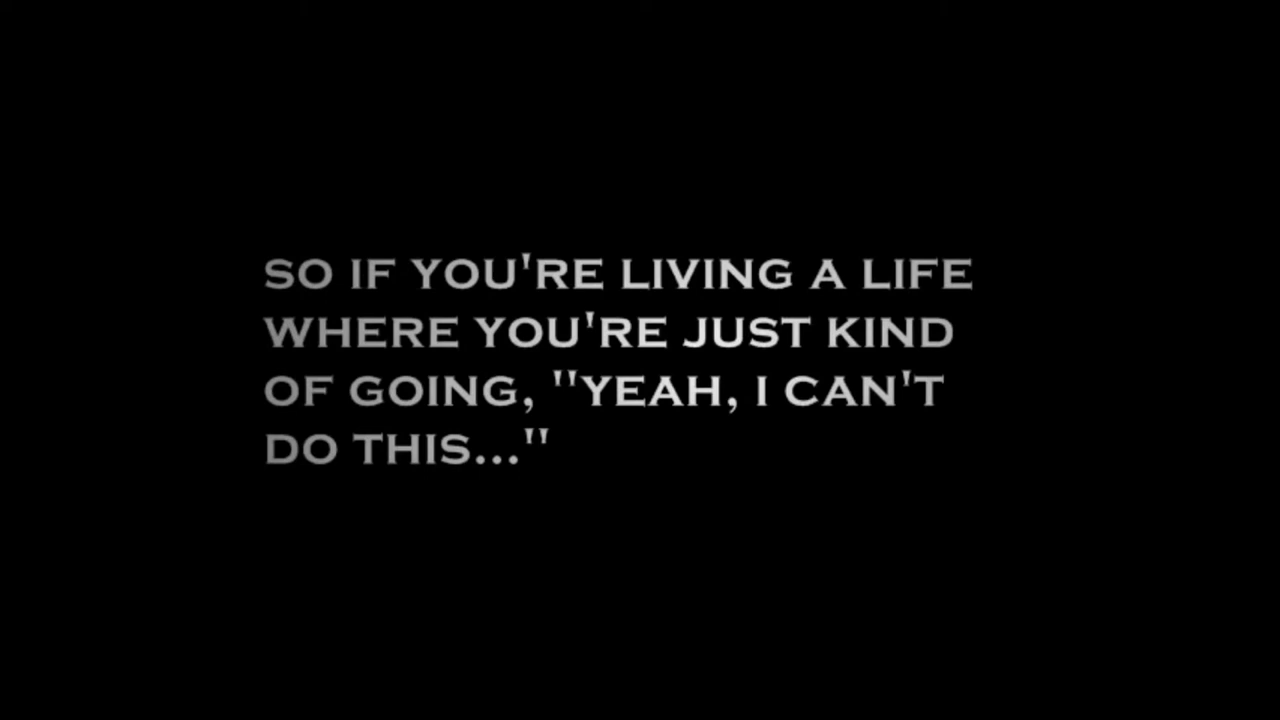 SO IF YOU'RE LIVING A LIFE
WHERE YOU'RE JUST KIND
OF GOING, "YEAH, I CAN'T
DO THIS..."